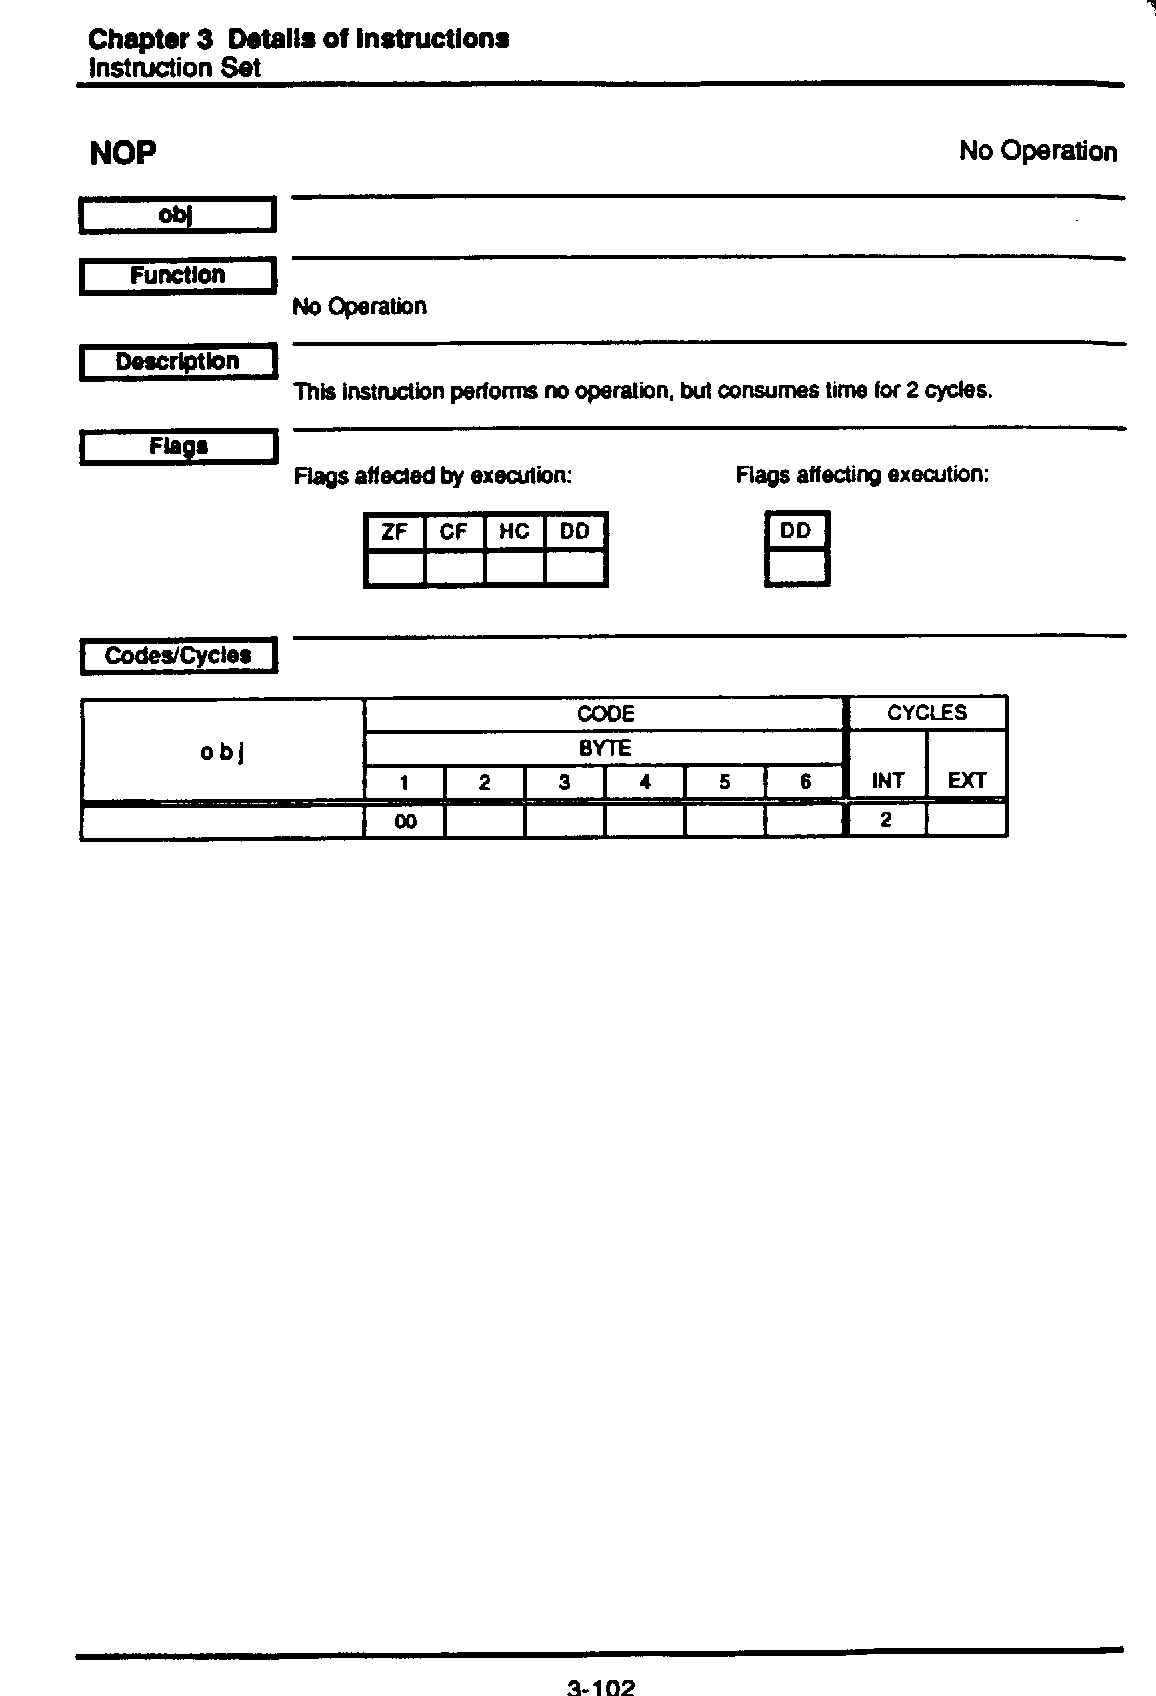 Chapter 3 Details of Instructions
Instruction Set
NOP No Operation
obj
Function
No Operation
Description
This instruction performs no operation, but consumes time for 2 cycles.
Flags
Flags affected by execution: Flags affecting execution:
ZF CF HC DD DD
Codes/Cycles
obj CODE CYCLES
BYTE
1 2 3 4 5 6 INT EXT
00 2
3-102